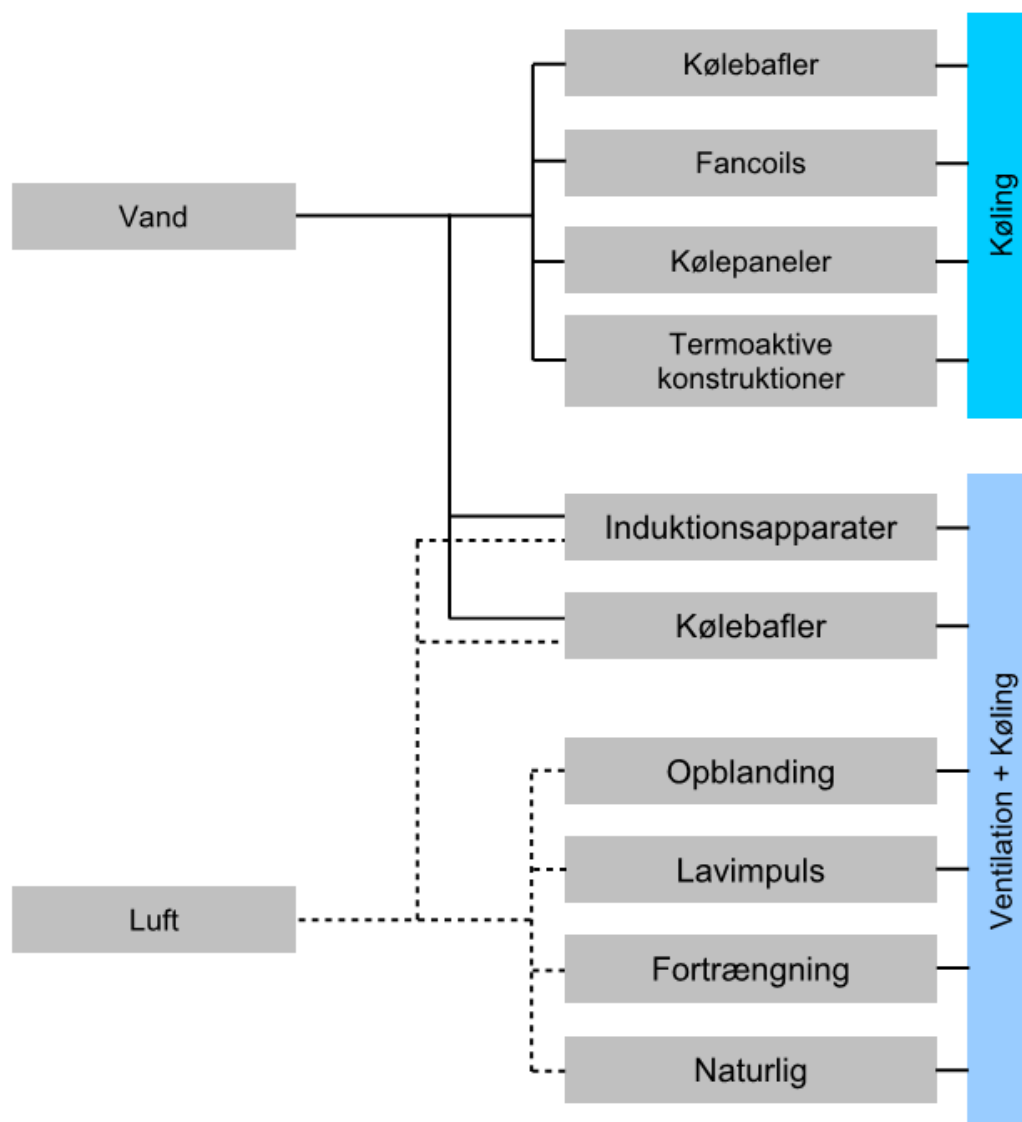 Kølebafler
Fancoils
Vand
Kølepaneler
Termoaktive
konstruktioner
Køling
Induktionsapparater
Kølebafler
Opblanding
Lavimpuls
Luft
Fortrængning
Naturlig
Ventilation + Køling